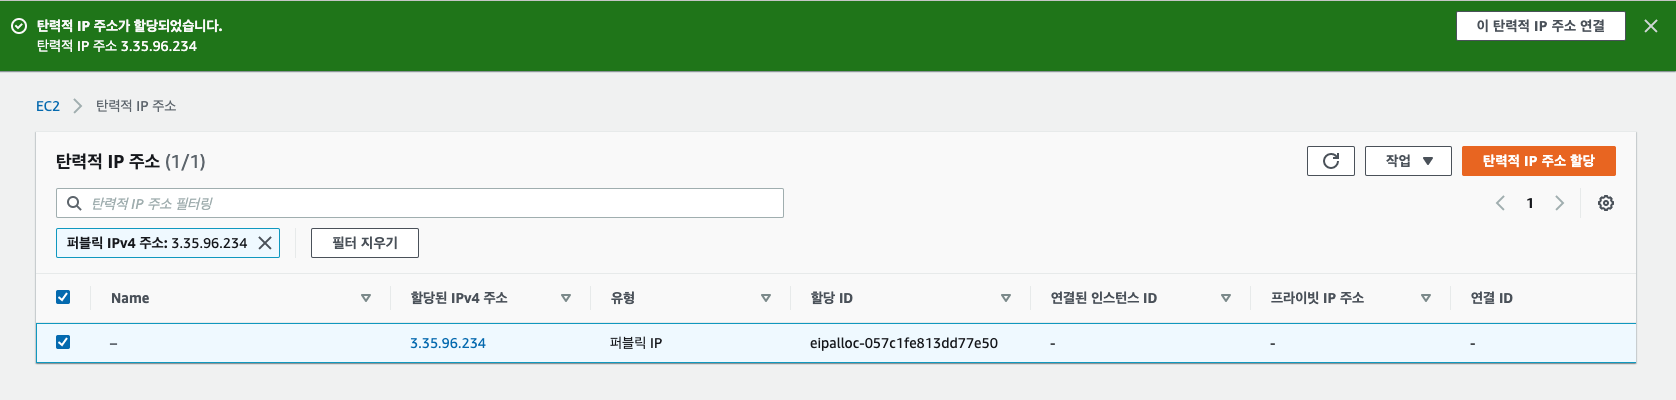 탄력적 IP 주소가 할당되었습니다.
이 탄력적 IP 주소 연결
탄력적 IP 주소 3.35.96.234
EC2 탄력적 IP 주소
탄력적 IP 주소 (1/1)
작업
탄력적 IP 주소 할당
탄력적 IP 주소 필터링
1
퍼블릭 IPv4 주소: 3.35.96.234
필터 지우기
Name 할당된 IPv4 주소 유형 할당 ID 연결된 인스턴스 ID 프라이빗 IP 주소 연결 ID
– 3.35.96.234 퍼블릭 IP eipalloc-057c1fe813dd77e50 - - -